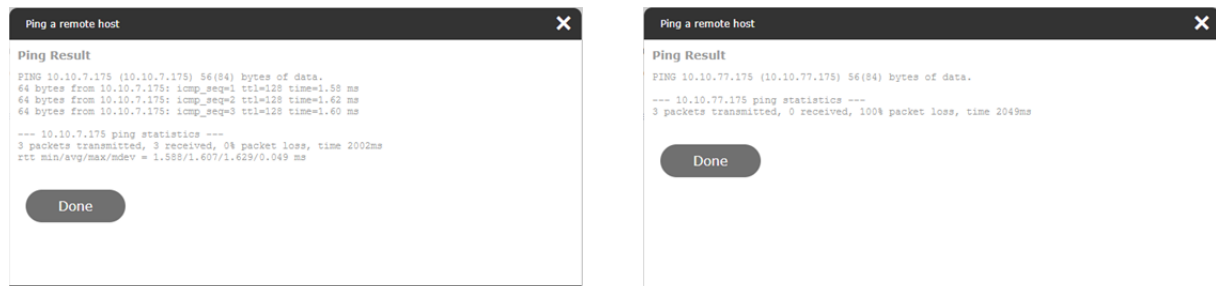 Ping a remote host
Ping Result
PING 10.10.7.175 (10.10.7.175) 56(84) bytes of data.
64 bytes from 10.10.7.175: icmp_seq=1 ttl=128 time=1.58 ms
64 bytes from 10.10.7.175: icmp_seq=2 ttl=128 time=1.62 ms
64 bytes from 10.10.7.175: icmp_seq=3 ttl=128 time=1.60 ms
--- 10.10.7.175 ping statistics ---
3 packets transmitted, 3 received, 0% packet loss, time 2002ms
rtt min/avg/max/mdev = 1.588/1.607/1.629/0.049 ms
Done
Ping a remote host
Ping Result
PING 10.10.77.175 (10.10.77.175) 56(84) bytes of data.
--- 10.10.77.175 ping statistics ---
3 packets transmitted, 0 received, 100% packet loss, time 2049ms
Done